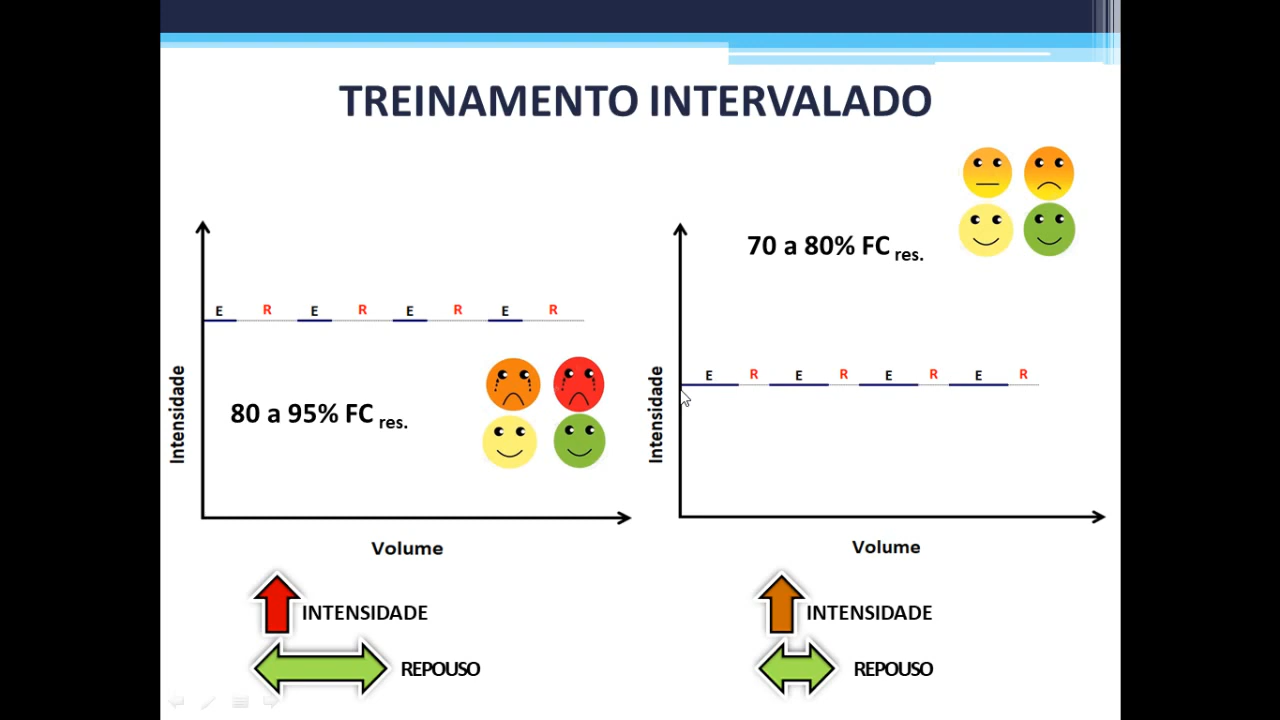 TREINAMENTO INTERVALADO
E R E R E R E R
Intensidade
80 a 95% FC res.
Volume
INTENSIDADE
REPOUSO
70 a 80% FC res.
E R E R E R E R
Intensidade
Volume
INTENSIDADE
REPOUSO